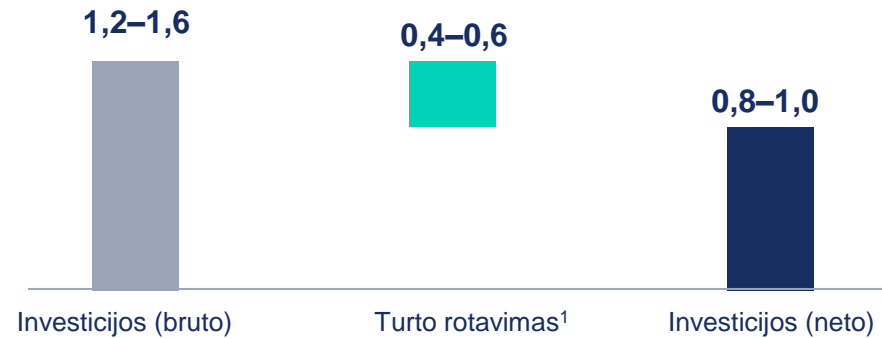 1,2–1,6
0,4–0,6
0,8–1,0
Investicijos (bruto)
Turto rotavimas¹
Investicijos (neto)